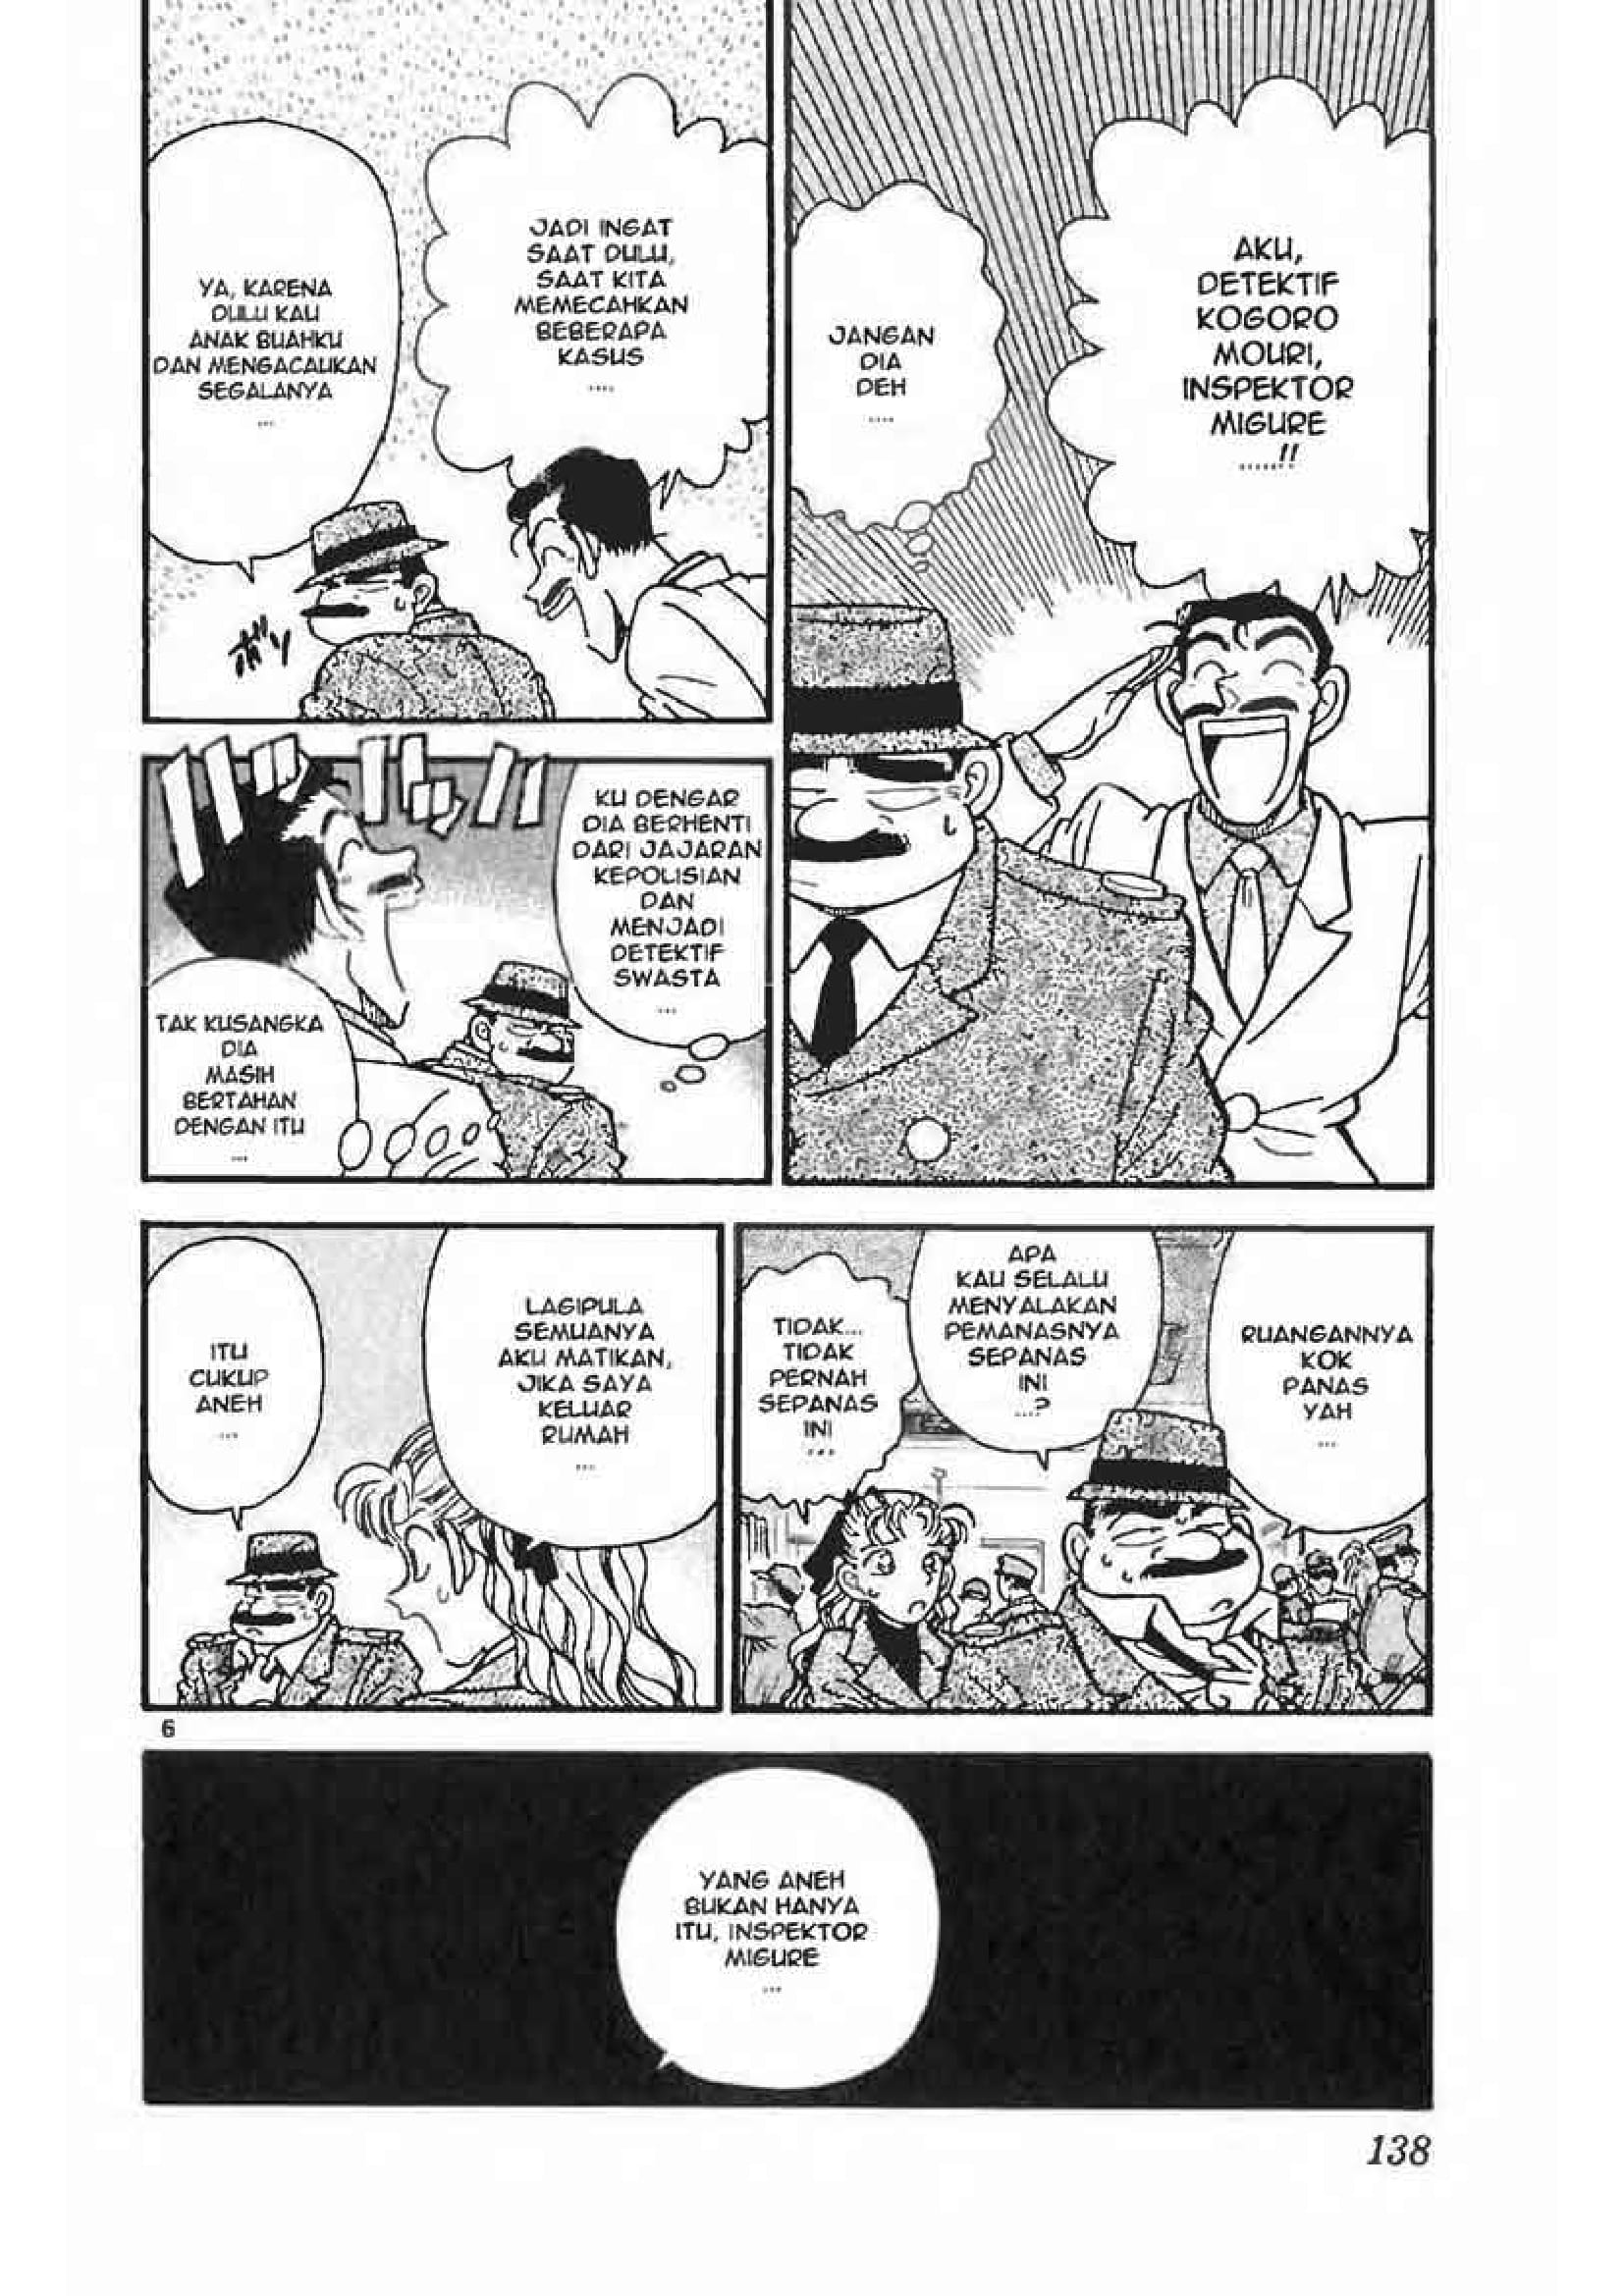 AKU,
DETEKTIF
KOGORO
MOURI,
INSPEKTOR
MIGURE
......!!
JANGAN
DIA
DEH
....
JADI INGAT
SAAT DULU,
SAAT KITA
MEMECAHKAN
BEBERAPA
KASUS
....
YA, KARENA
DULU KAU
ANAK BUAHKU
DAN MENGACAUKAN
SEGALANYA
...
ボソッ
KU DENGAR
DIA BERHENTI
DARI JAJARAN
KEPOLISIAN
DAN
MENJADI
DETEKTIF
SWASTA
...
TAK KUSANGKA
DIA
MASIH
BERTAHAN
DENGAN ITU
...
RUANGANNYA
KOK
PANAS
YAH
...
APA
KAU SELALU
MENYALAKAN
PEMANASNYA
SEPANAS
INI
....?
TIDAK...
TIDAK
PERNAH
SEPANAS
INI
...
LAGIPULA
SEMUANYA
AKU MATIKAN,
JIKA SAYA
KELUAR
RUMAH
...
ITU
CUKUP
ANEH
...
6
YANG ANEH
BUKAN HANYA
ITU, INSPEKTOR
MIGURE
...
138